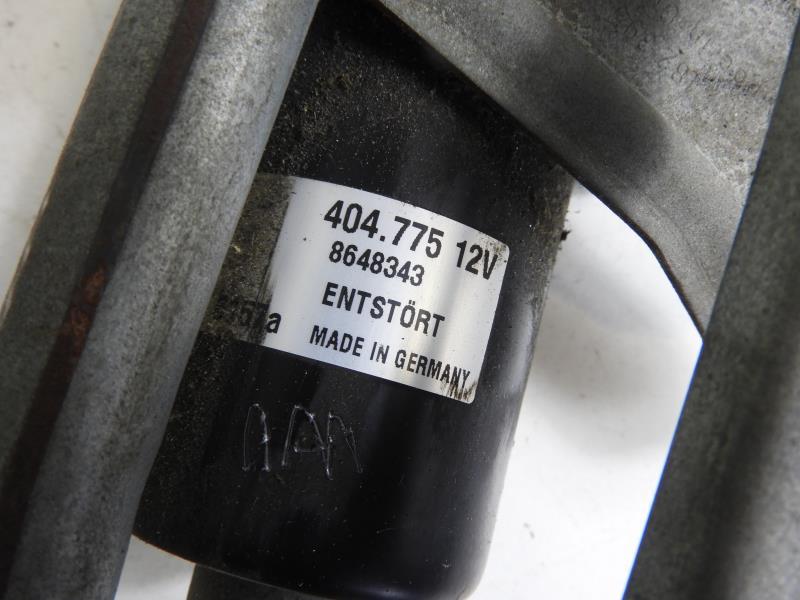 404.775 12V
8648343
ENTSTÖRT
MADE IN GERMANY